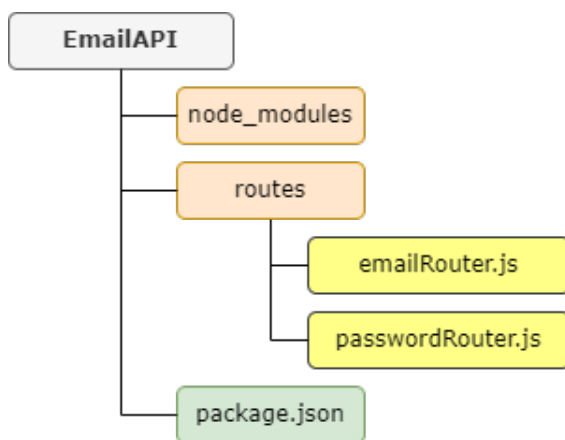 EmailAPI
node_modules
routes
emailRouter.js
passwordRouter.js
package.json